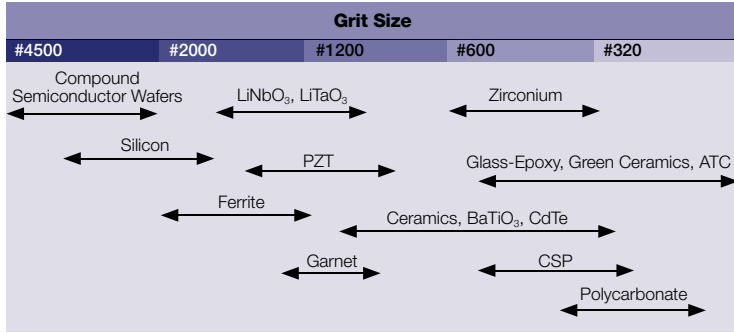 Grit Size
#4500 #2000 #1200 #600 #320
Compound
Semiconductor Wafers
LiNbO₃, LiTaO₃
Zirconium
Silicon
PZT
Glass-Epoxy, Green Ceramics, ATC
Ferrite
Ceramics, BaTiO₃, CdTe
Garnet
CSP
Polycarbonate